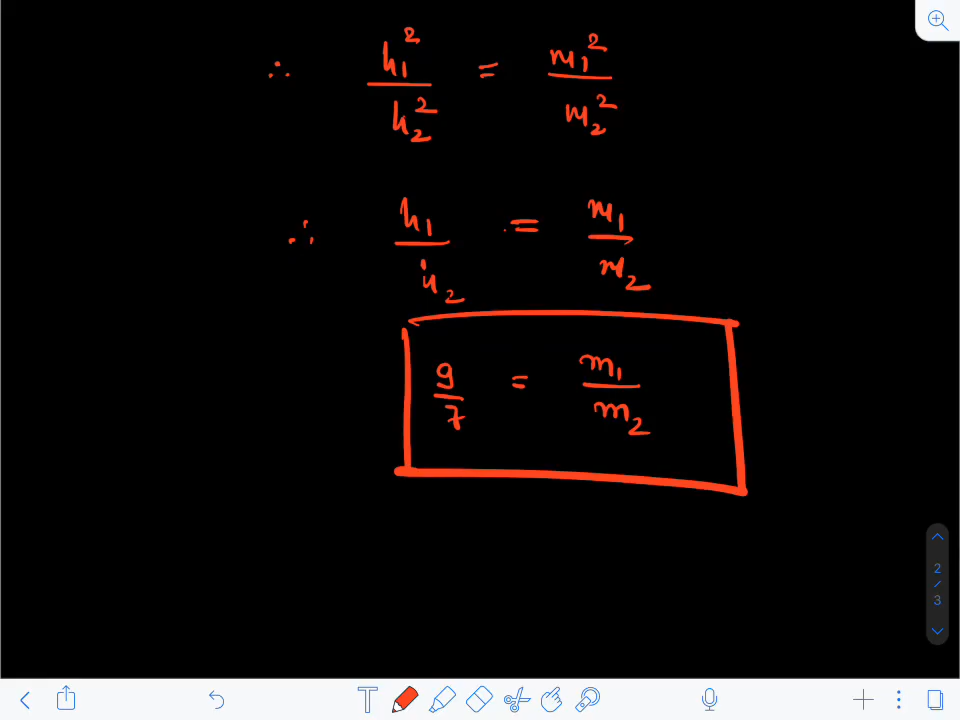 ∴ h₁²/h₂² = m₁²/m₂²
∴ h₁/h₂ = m₁/m₂
9/7 = m₁/m₂
2/3
T